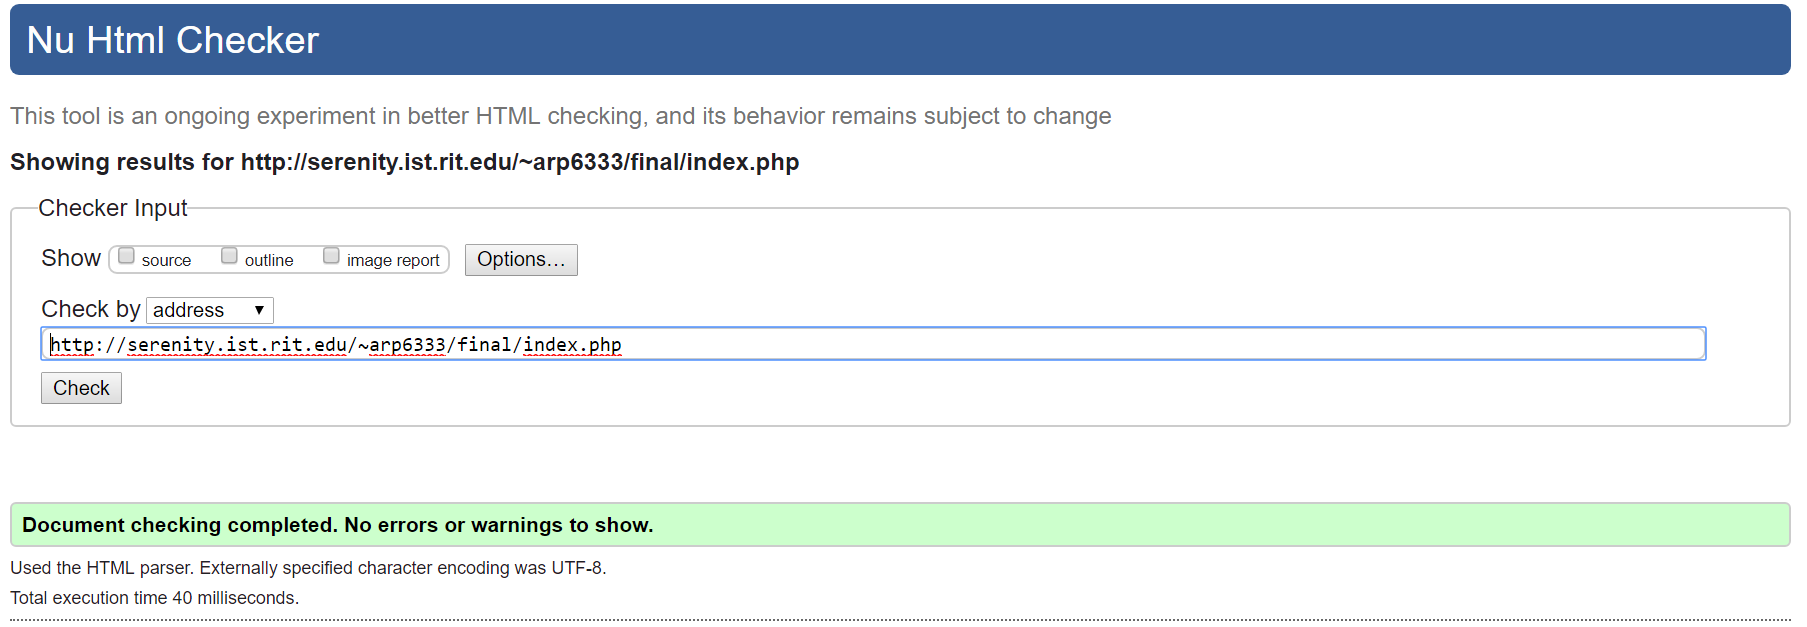 Nu Html Checker
This tool is an ongoing experiment in better HTML checking, and its behavior remains subject to change
Showing results for http://serenity.ist.rit.edu/~arp6333/final/index.php
Checker Input
Show source outline image report Options…
Check by address
http://serenity.ist.rit.edu/~arp6333/final/index.php
Check
Document checking completed. No errors or warnings to show.
Used the HTML parser. Externally specified character encoding was UTF-8.
Total execution time 40 milliseconds.